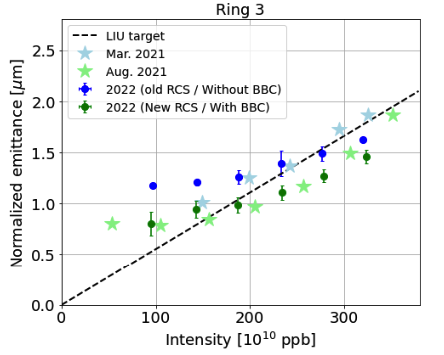 Ring 3
LIU target
Mar. 2021
Aug. 2021
2022 (old RCS / Without BBC)
2022 (New RCS / With BBC)
Normalized emittance [μm]
2.5
2.0
1.5
1.0
0.5
0.0
0 100 200 300
Intensity [10¹⁰ ppb]